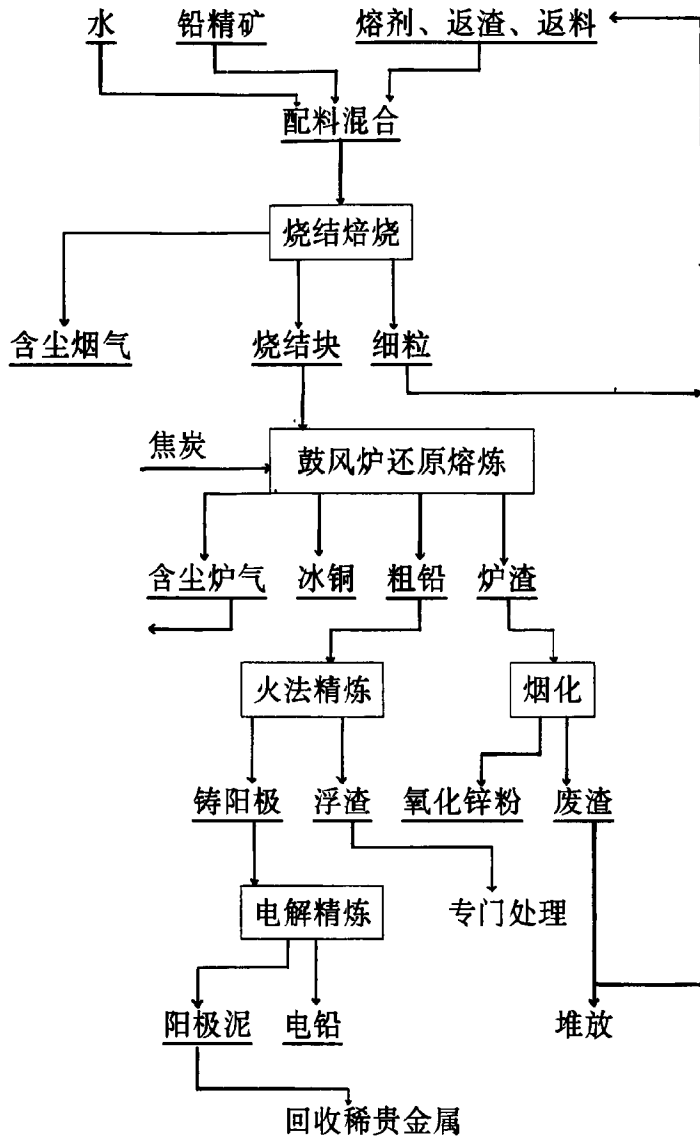 水
铅精矿
熔剂、返渣、返料
配料混合
烧结焙烧
含尘烟气
烧结块
细粒
焦炭
鼓风炉还原熔炼
含尘炉气
冰铜
粗铅
炉渣
火法精炼
烟化
铸阳极
浮渣
氧化锌粉
废渣
电解精炼
专门处理
阳极泥
电铅
堆放
回收稀贵金属